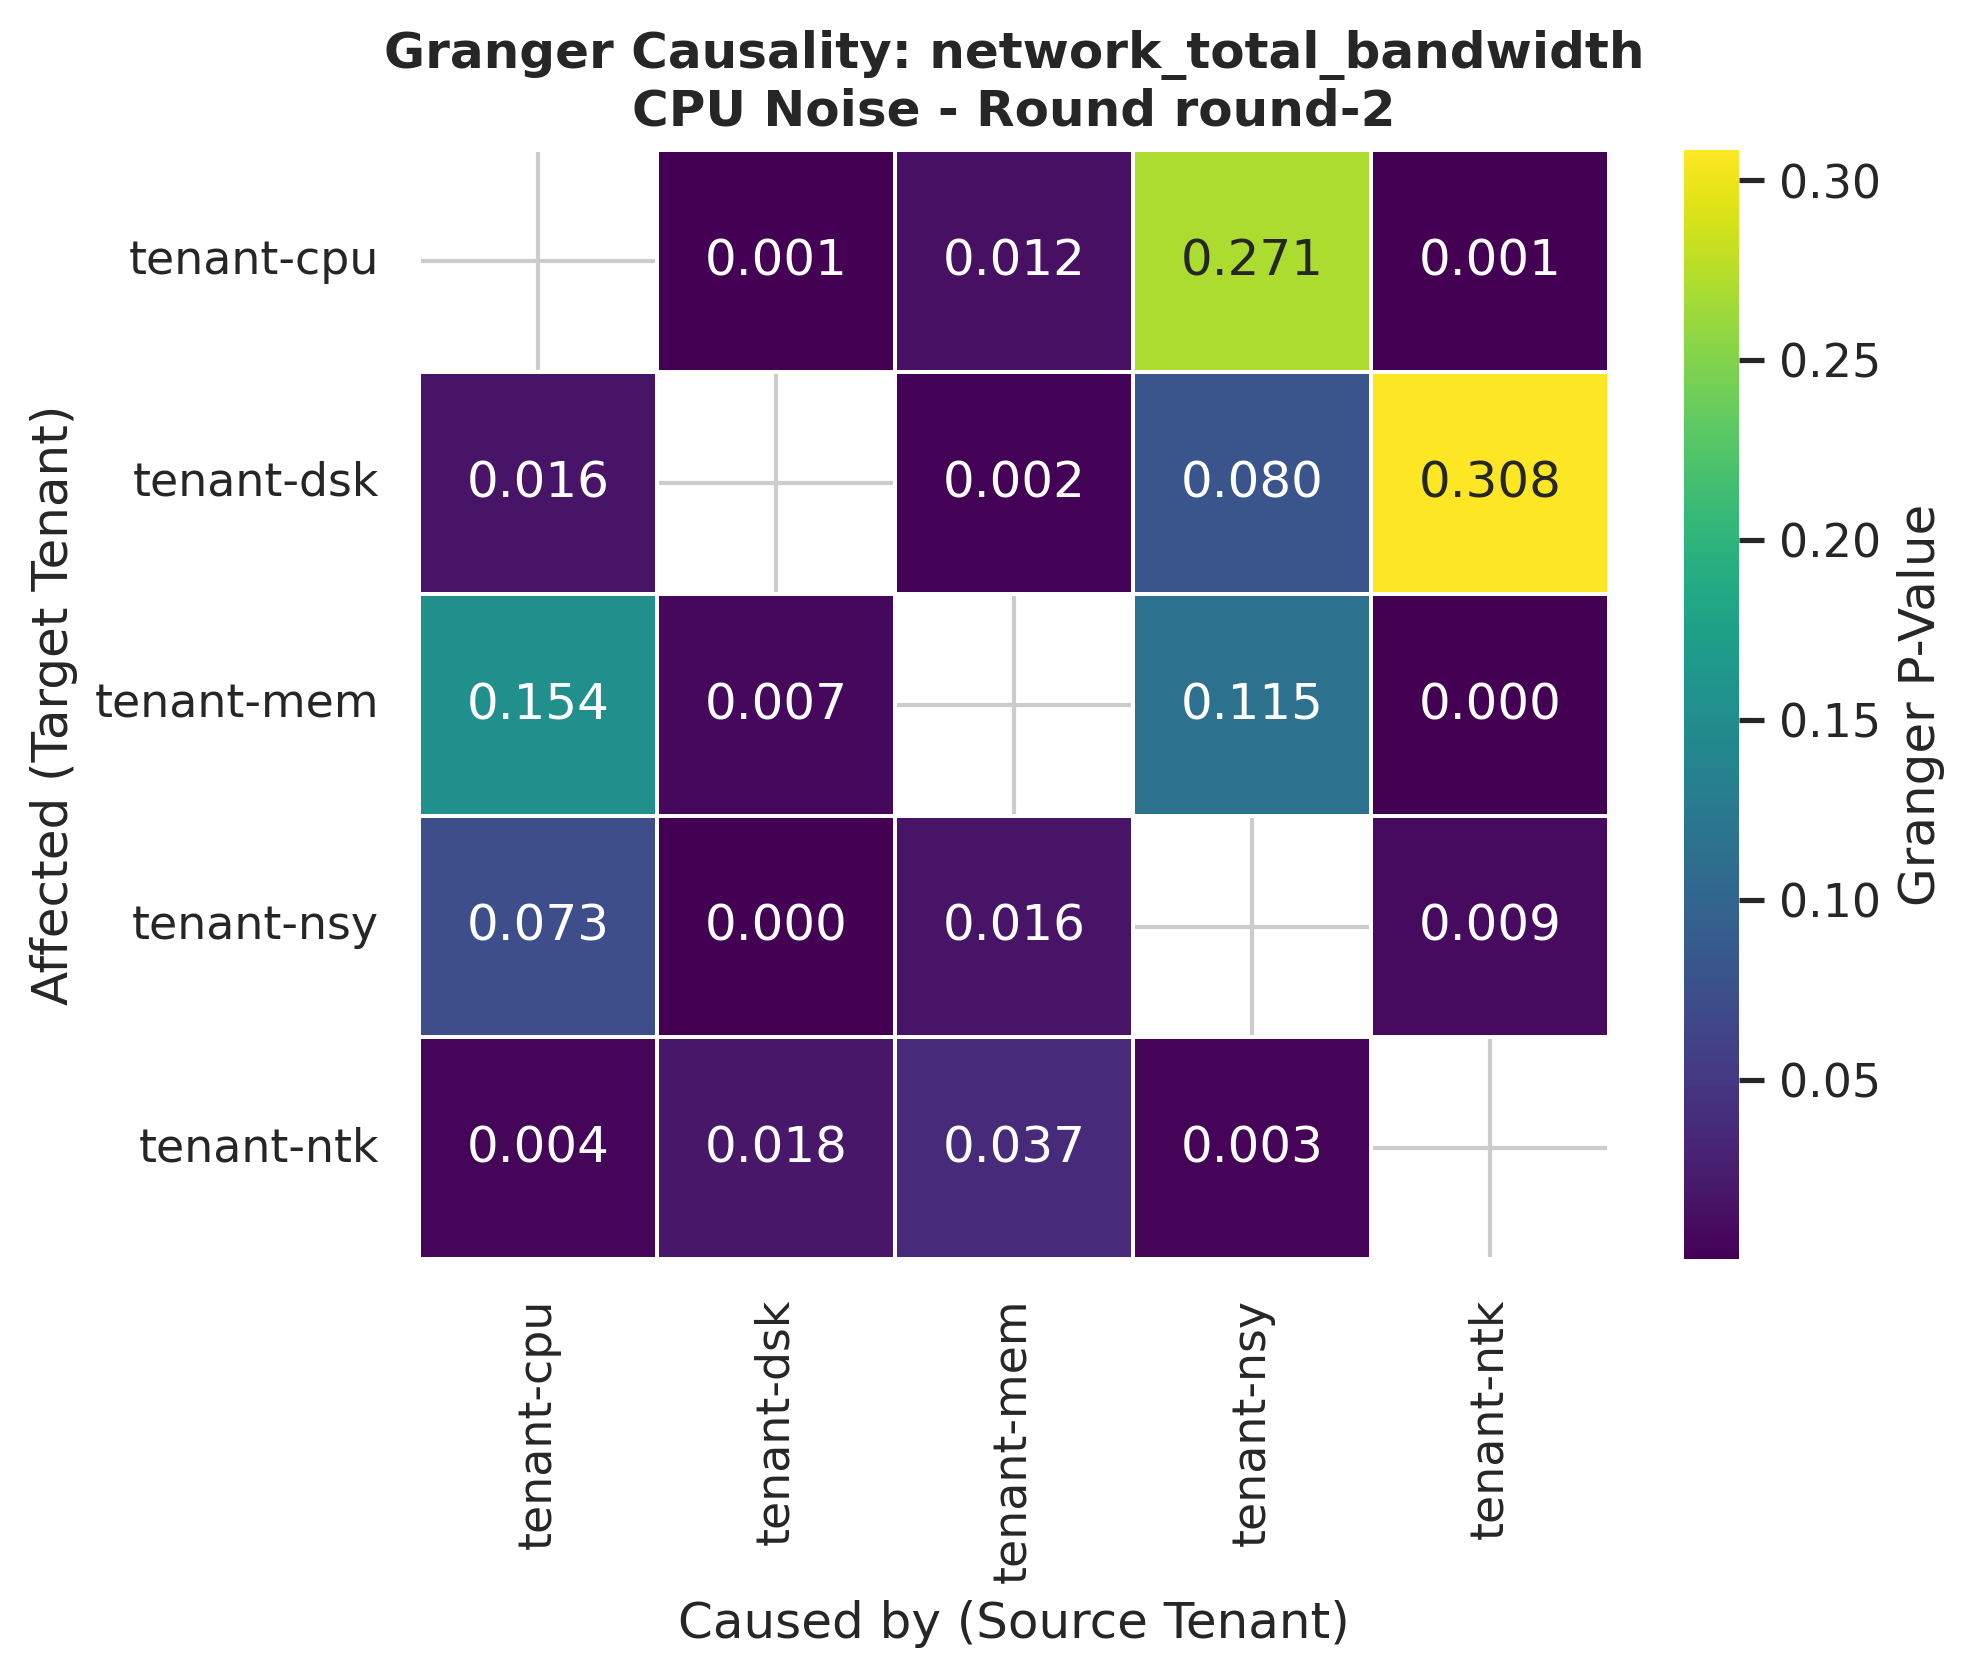 Granger Causality: network_total_bandwidth
CPU Noise - Round round-2
Affected (Target Tenant)
tenant-cpu 0.001 0.012 0.271 0.001
tenant-dsk 0.016 0.002 0.080 0.308
tenant-mem 0.154 0.007 0.115 0.000
tenant-nsy 0.073 0.000 0.016 0.009
tenant-ntk 0.004 0.018 0.037 0.003
tenant-cpu
tenant-dsk
tenant-mem
tenant-nsy
tenant-ntk
Caused by (Source Tenant)
0.30
0.25
0.20
0.15
0.10
0.05
Granger P-Value